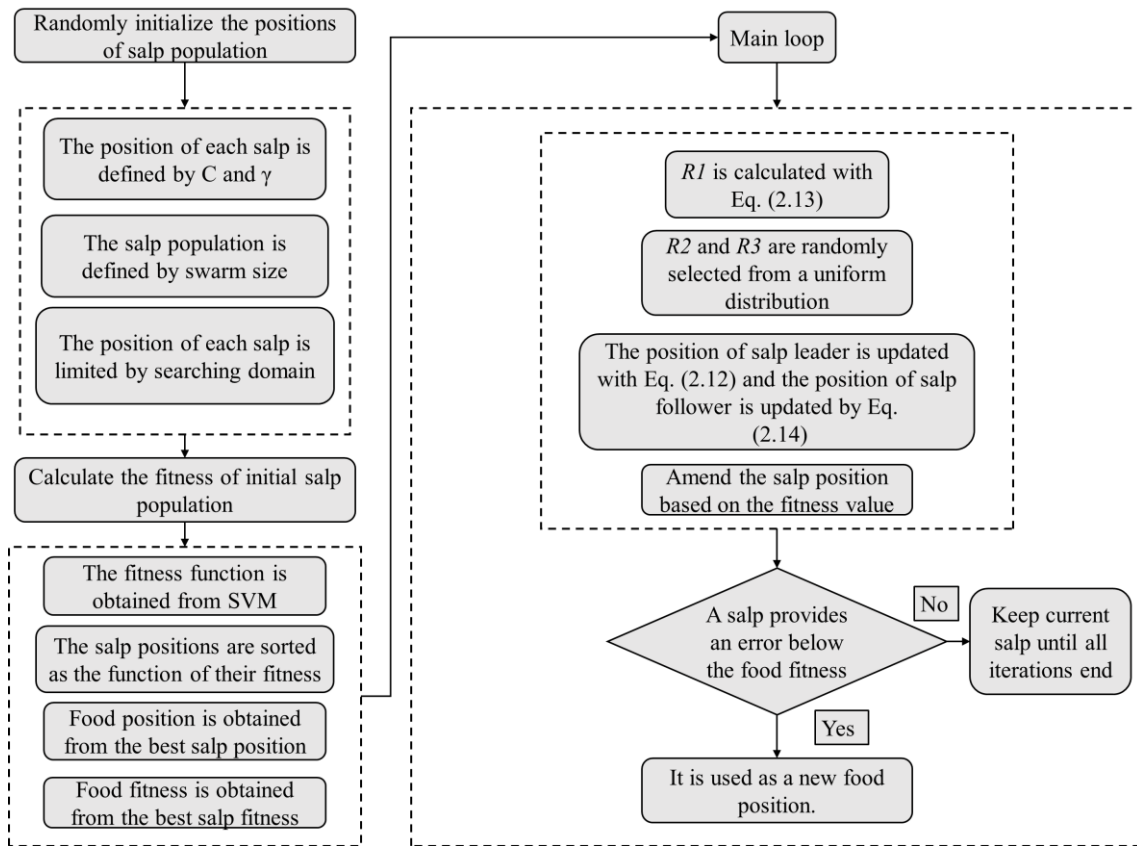 Randomly initialize the positions
of salp population
The position of each salp is
defined by C and γ
The salp population is
defined by swarm size
The position of each salp is
limited by searching domain
Calculate the fitness of initial salp
population
The fitness function is
obtained from SVM
The salp positions are sorted
as the function of their fitness
Food position is obtained
from the best salp position
Food fitness is obtained
from the best salp fitness
Main loop
R1 is calculated with
Eq. (2.13)
R2 and R3 are randomly
selected from a uniform
distribution
The position of salp leader is updated
with Eq. (2.12) and the position of salp
follower is updated by Eq.
(2.14)
Amend the salp position
based on the fitness value
A salp provides
an error below
the food fitness
No
Keep current
salp until all
iterations end
Yes
It is used as a new food
position.